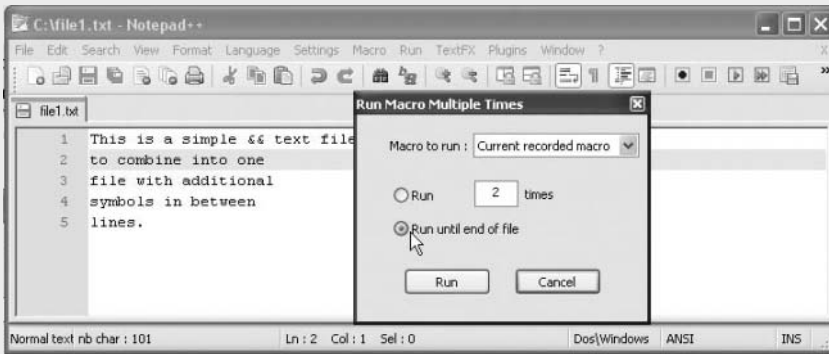 C:\file1.txt - Notepad++
File Edit Search View Format Language Settings Macro Run TextFX Plugins Window ? X
file1.txt
1 This is a simple && text file
2 to combine into one
3 file with additional
4 symbols in between
5 lines.
Run Macro Multiple Times
Macro to run : Current recorded macro
Run 2 times
Run until end of file
Run Cancel
Normal text nb char : 101 Ln : 2 Col : 1 Sel : 0 Dos\Windows ANSI INS